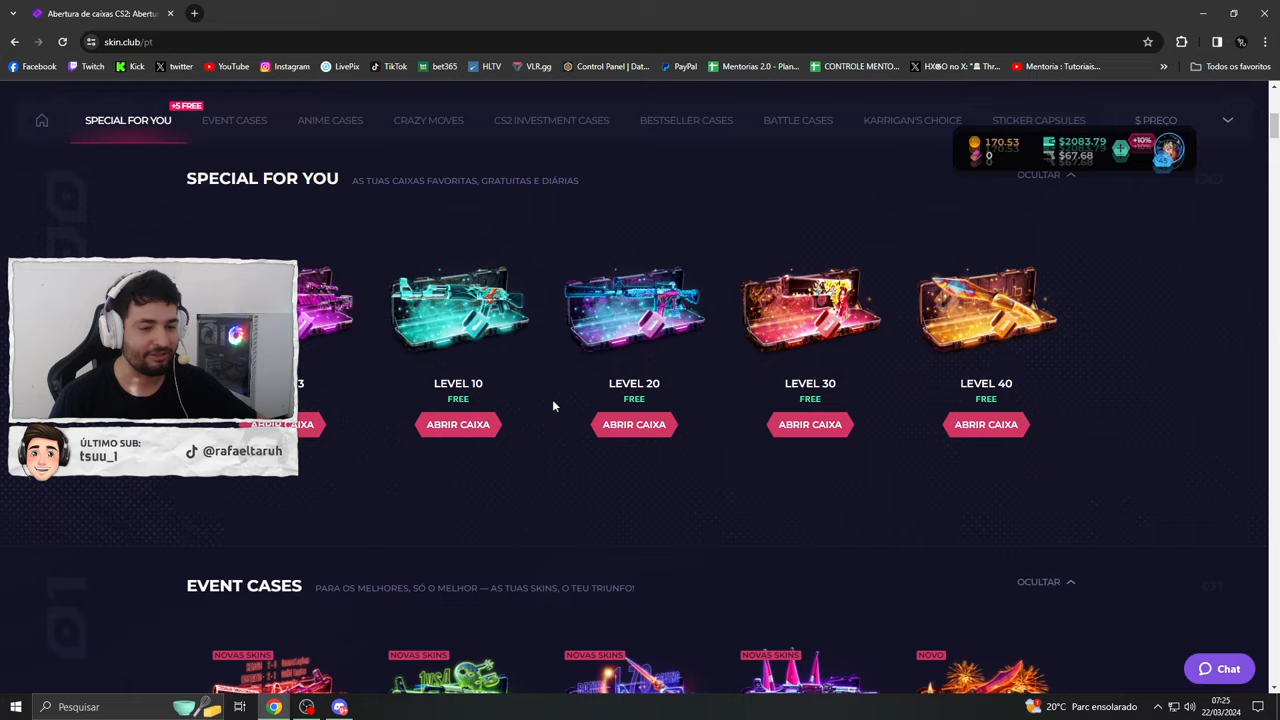 Abertura de caixas CS2: Abertur
skin.club/pt
Facebook
Twitch
Kick
twitter
YouTube
Instagram
LivePix
TikTok
bet365
HLTV
VLR.gg
Control Panel | Dat...
PayPal
Mentorias 2.0 - Plan...
CONTROLE MENTO...
Mentoria : Tutoriais...
Todos os favoritos
+5 FREE
SPECIAL FOR YOU
EVENT CASES
ANIME CASES
CRAZY MOVES
CS2 INVESTMENT CASES
BESTSELLER CASES
BATTLE CASES
KARRIGAN'S CHOICE
STICKER CAPSULES
$ PREÇO
170.53
$2083.79
+10%
0
$67.68
SPECIAL FOR YOU
AS TUAS CAIXAS FAVORITAS, GRATUITAS E DIÁRIAS
OCULTAR
3
LEVEL 10
LEVEL 20
LEVEL 30
LEVEL 40
FREE
FREE
FREE
FREE
ABRIR CAIXA
ABRIR CAIXA
ABRIR CAIXA
ABRIR CAIXA
ABRIR CAIXA
ÚLTIMO SUB:
tsuu_1
@rafaeltaruh
EVENT CASES
PARA OS MELHORES, SÓ O MELHOR — AS TUAS SKINS, O TEU TRIUNFO!
OCULTAR
01
NOVAS SKINS
NOVAS SKINS
NOVAS SKINS
NOVAS SKINS
NOVO
Chat
Pesquisar
20°C Parc ensolarado
07:25
22/03/2024